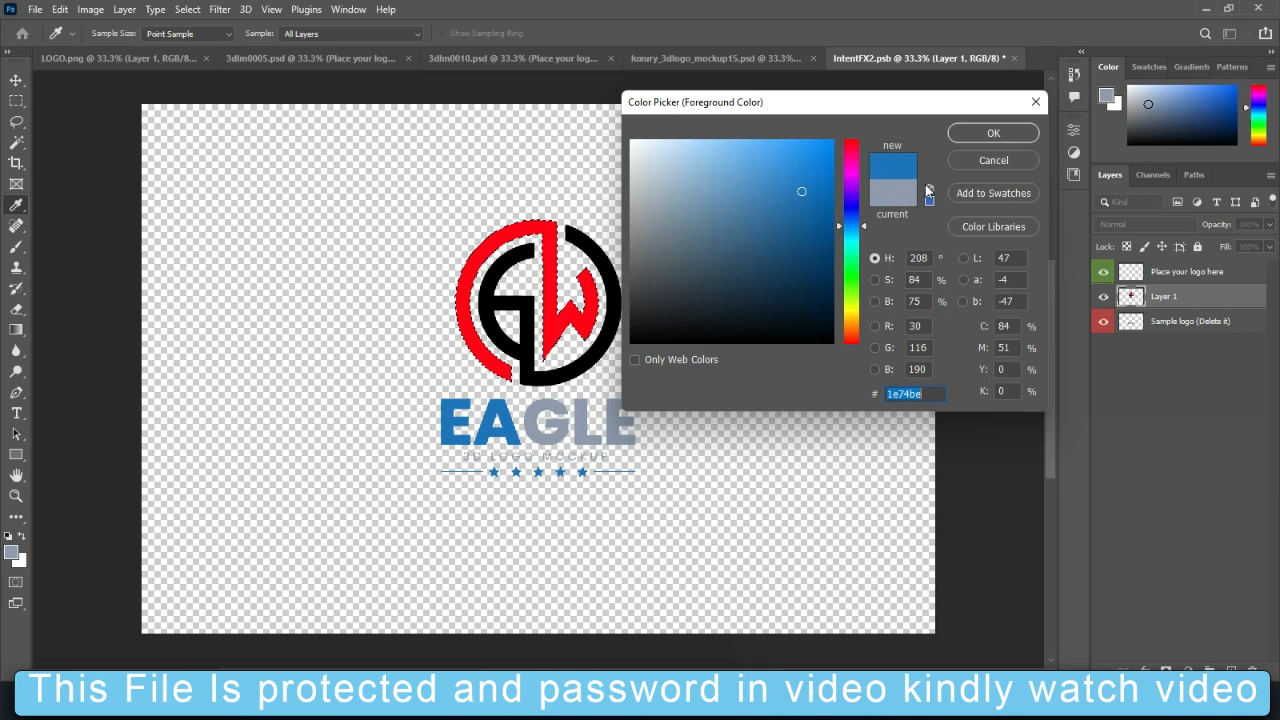 Ps File Edit Image Layer Type Select Filter 3D View Plugins Window Help
Sample Size: Point Sample Sample: All Layers Show Sampling Ring
LOGO.png @ 33.3% (Layer 1, RGB/8... × 3dlm0005.psd @ 33.3% (Place your log... × 3dlm0010.psd @ 33.3% (Place your logo... × luxury_3dlogo_mockup15.psd @ 33.3%... × IntentFX2.psb @ 33.3% (Layer 1, RGB/8) * ×
Color Swatches Gradients Patterns
Color Picker (Foreground Color)
new
OK
Cancel
Add to Swatches
current
Color Libraries
H: 208 ° L: 47
S: 84 % a: -4
B: 75 % b: -47
R: 30 C: 84 %
G: 116 M: 51 %
B: 190 Y: 0 %
# 1e74be K: 0 %
Only Web Colors
Layers Channels Paths
Kind
Normal Opacity: 100%
Lock: Fill: 100%
Place your logo here
Layer 1
Sample logo (Delete it)
EAGLE
3D LOGO MOCKUP
This File Is protected and password in video kindly watch video